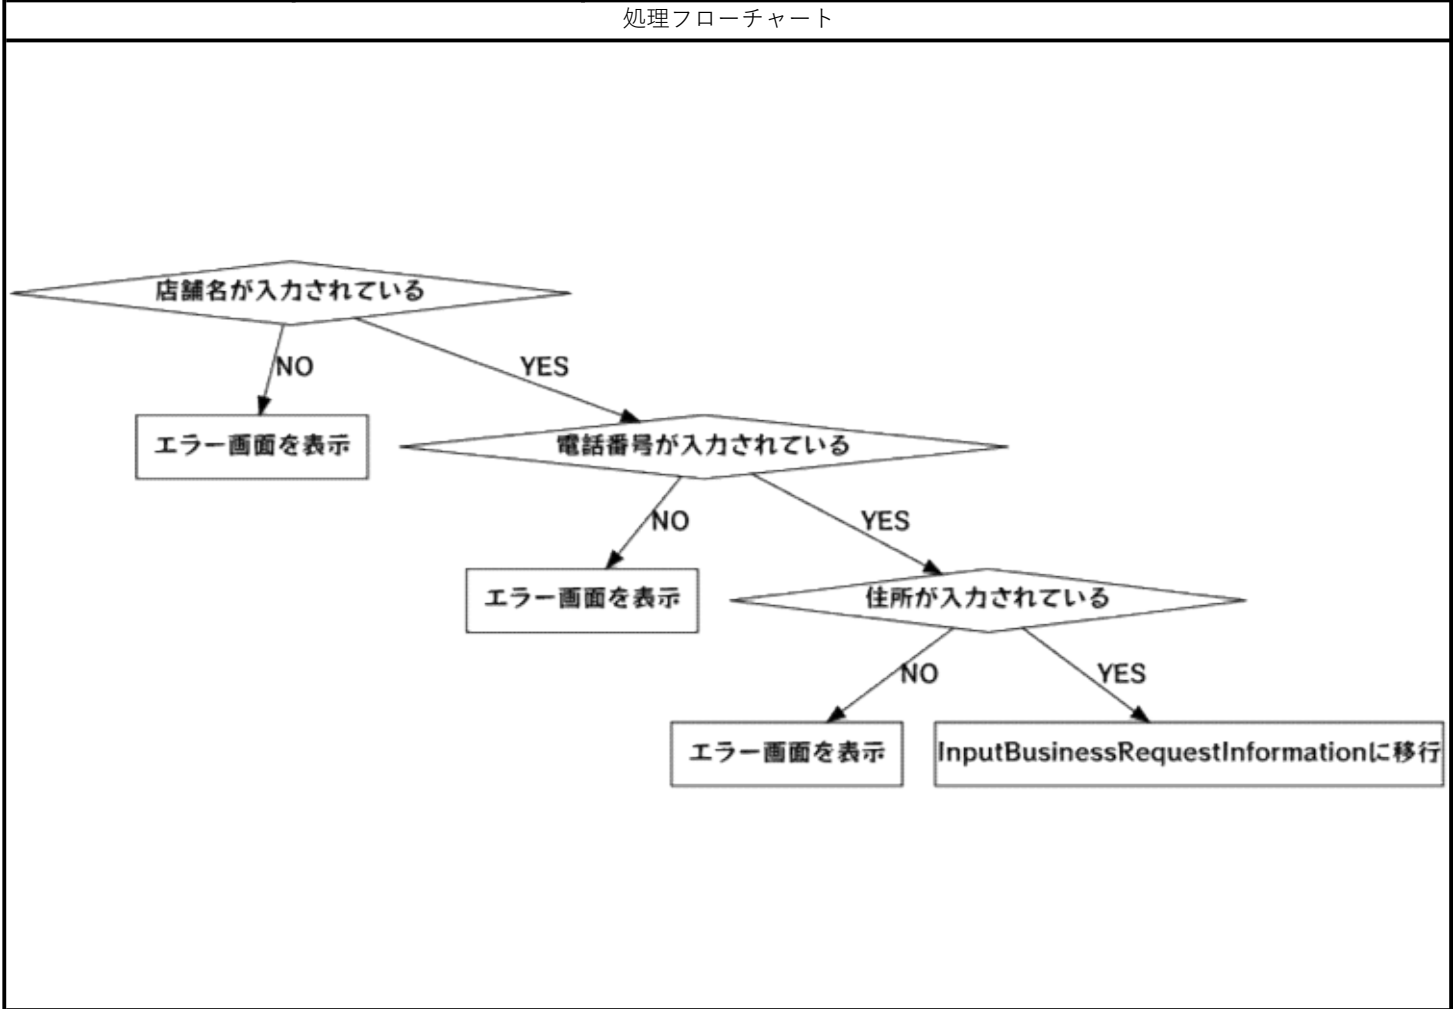 処理フローチャート
店舗名が入力されている
NO
YES
エラー画面を表示
電話番号が入力されている
NO
YES
エラー画面を表示
住所が入力されている
NO
YES
エラー画面を表示
InputBusinessRequestInformationに移行